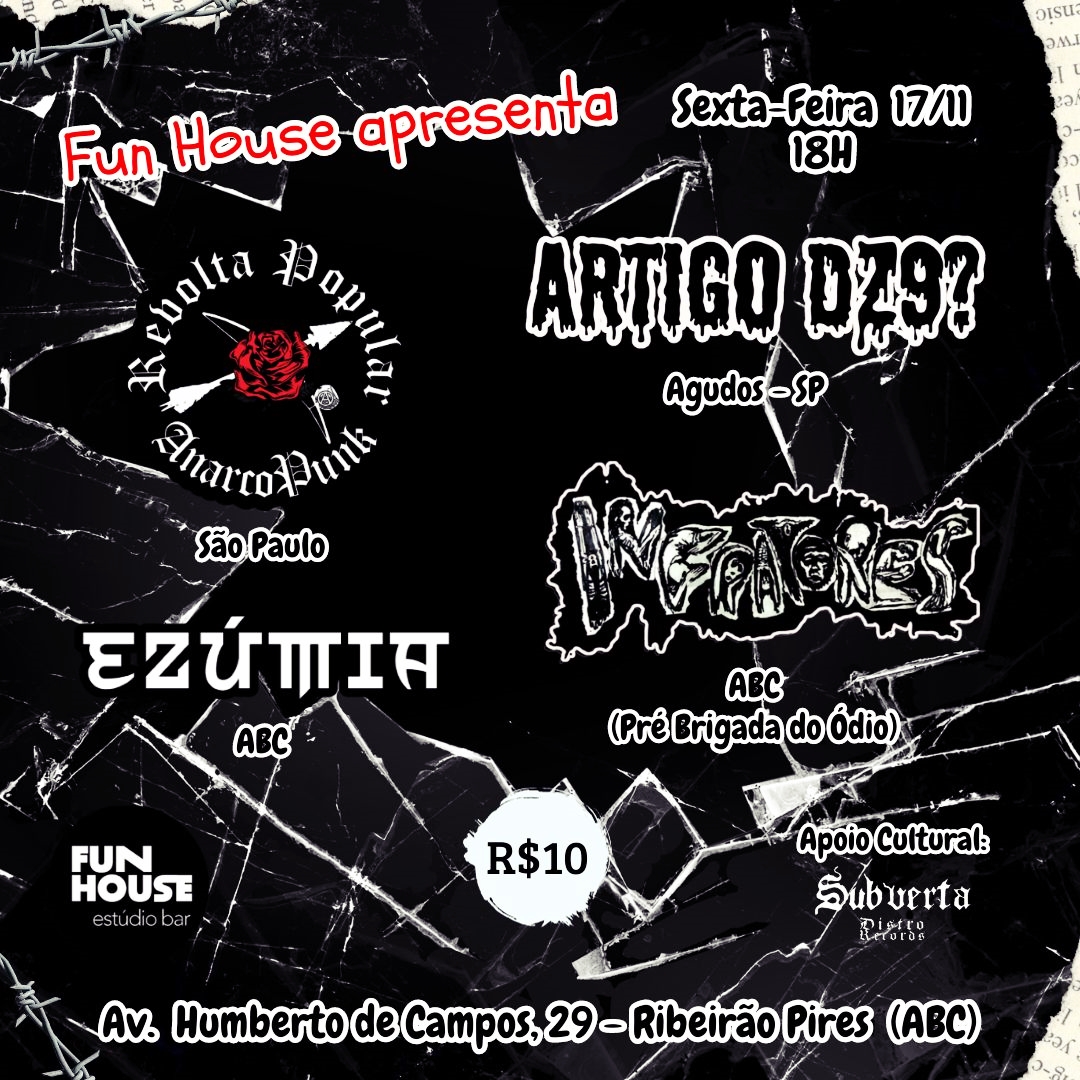 Fun House apresenta
Sexta-Feira 17/11
18H
Revolta Popular
AnarcoPunk
São Paulo
ARTIGO DZ9?
Agudos - SP
EZÚMIA
ABC
VMERATORES
ABC
(Pré Brigada do Ódio)
FUN
HOUSE
estúdio bar
R$10
Apoio Cultural:
Subverta
Distro
Records
Av. Humberto de Campos, 29 - Ribeirão Pires (ABC)